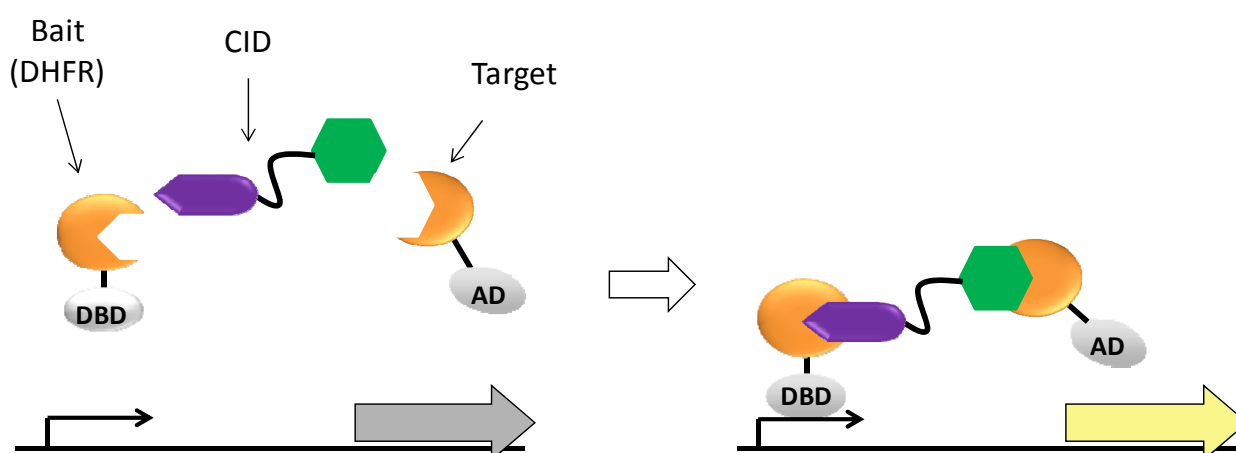 Bait
(DHFR)
CID
Target
DBD
AD
DBD
AD